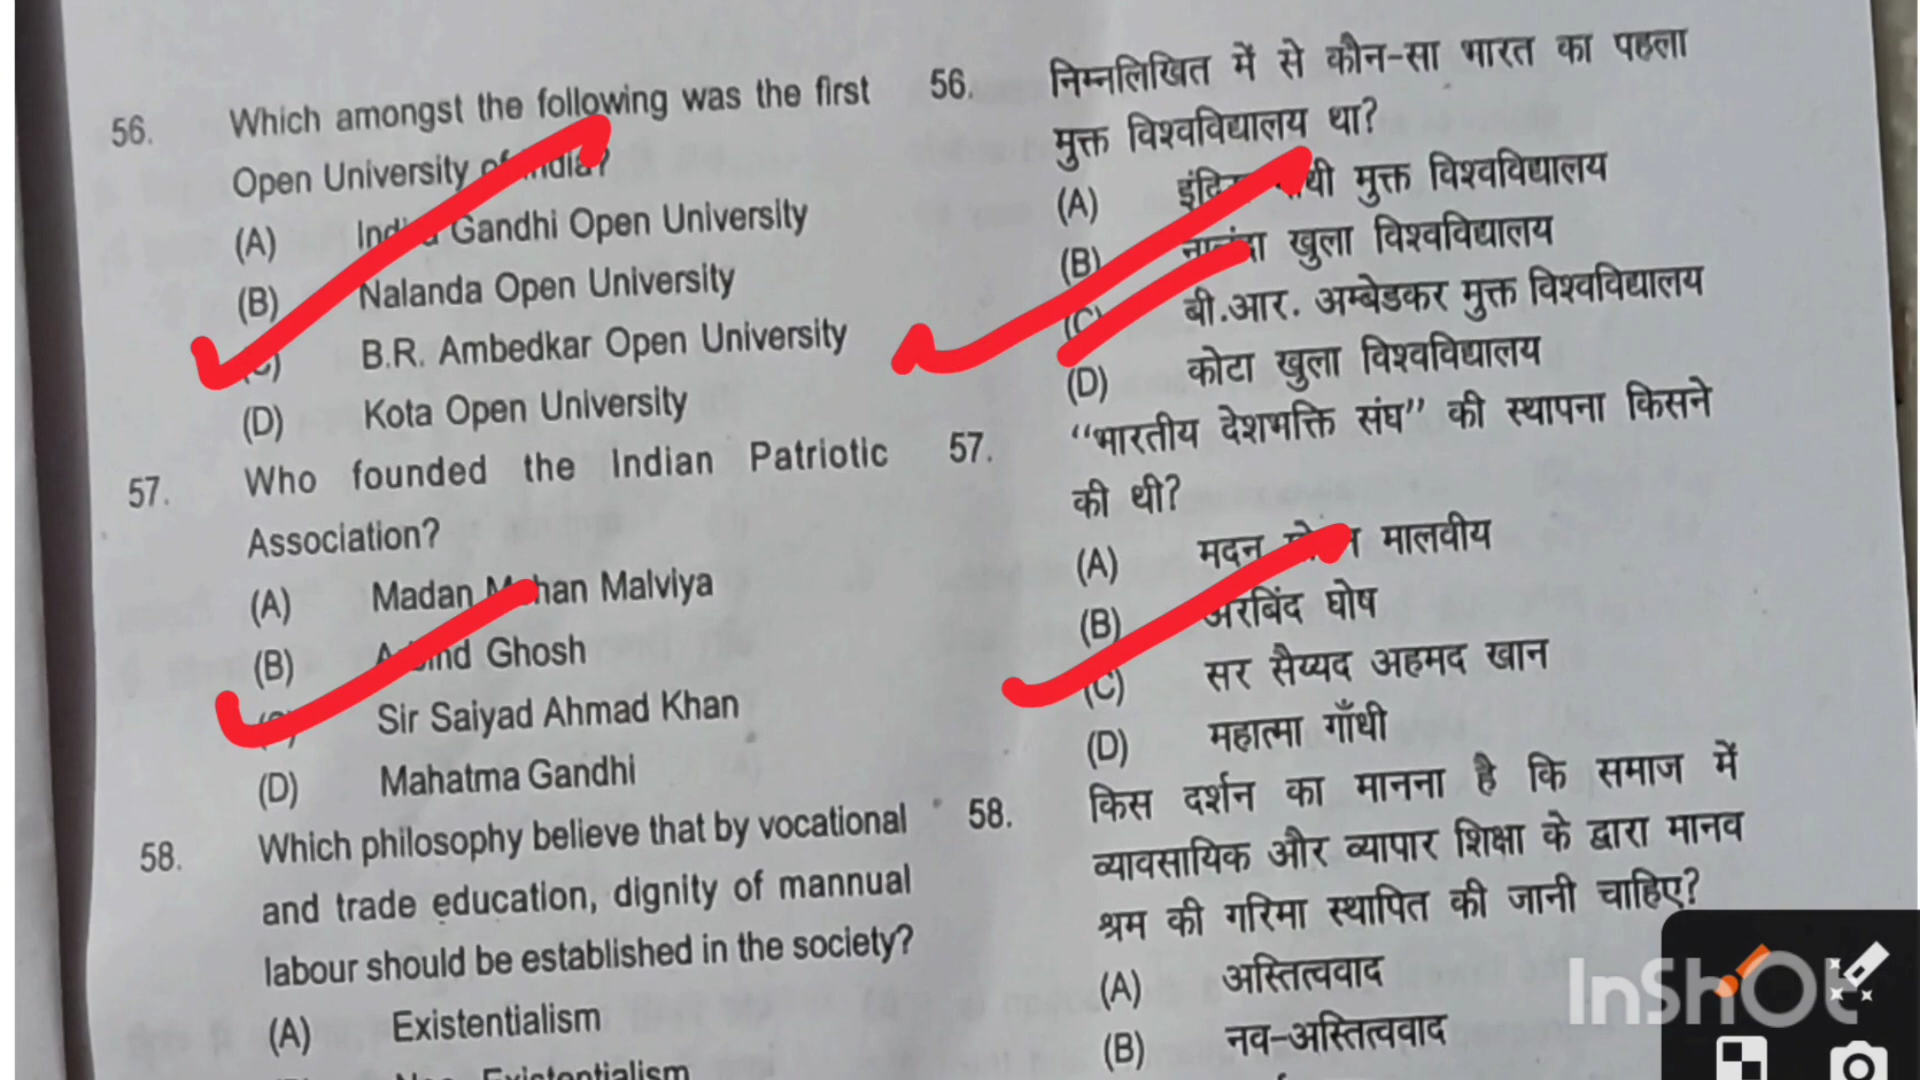 56. Which amongst the following was the first
Open University of India?
(A) Gandhi Open University
(B) Nalanda Open University
(C) B.R. Ambedkar Open University
(D) Kota Open University
57. Who founded the Indian Patriotic
Association?
(A) Madan Mohan Malviya
(B) Ghosh
Sir Saiyad Ahmad Khan
(D) Mahatma Gandhi
58. Which philosophy believe that by vocational
and trade education, dignity of mannual
labour should be established in the society?
(A) Existentialism
56. निम्नलिखित में से कौन-सा भारत का पहला
मुक्त विश्वविद्यालय था?
(A) मुक्त विश्वविद्यालय
(B) नालंदा खुला विश्वविद्यालय
(C) बी.आर. अम्बेडकर मुक्त विश्वविद्यालय
(D) कोटा खुला विश्वविद्यालय
57. “भारतीय देशभक्ति संघ” की स्थापना किसने
की थी?
(A) मदन मालवीय
(B) अरबिंद घोष
(C) सर सैय्यद अहमद खान
(D) महात्मा गाँधी
58. किस दर्शन का मानना है कि समाज में
व्यावसायिक और व्यापार शिक्षा के द्वारा मानव
श्रम की गरिमा स्थापित की जानी चाहिए?
(A) अस्तित्ववाद
(B) नव-अस्तित्ववाद
InShOt